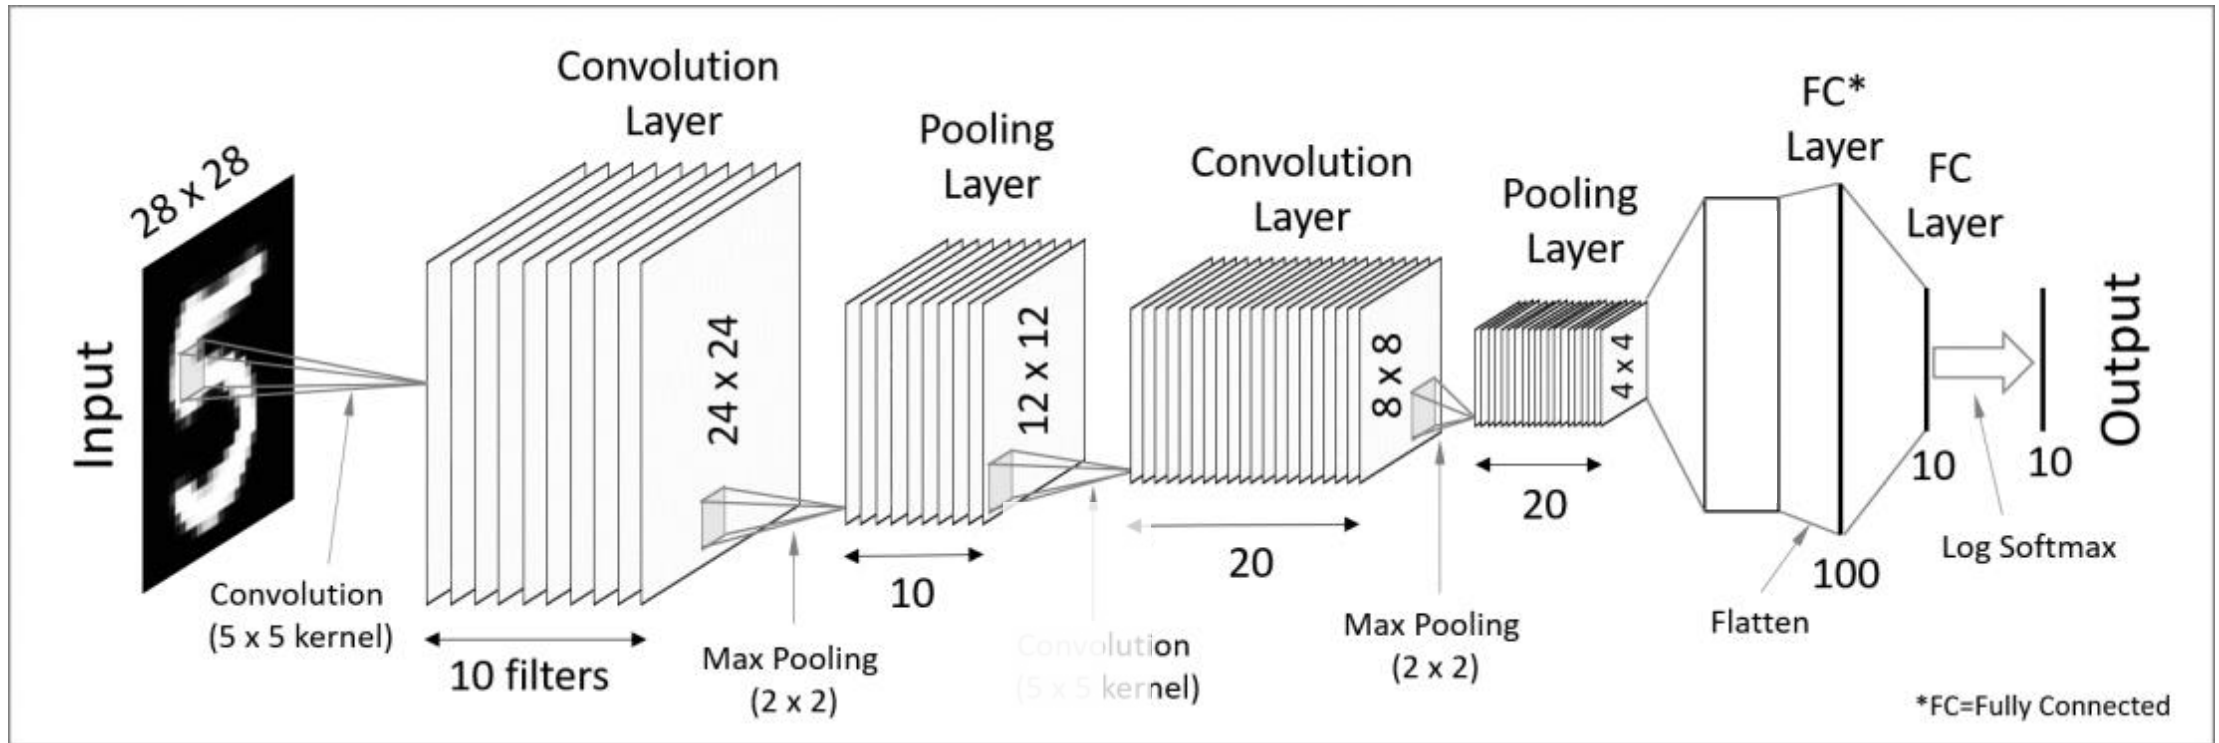 Convolution
Layer
Pooling
Layer
Convolution
Layer
Pooling
Layer
FC*
Layer
FC
Layer
28 x 28
Input
24 x 24
12 x 12
8 x 8
4 x 4
Output
10
10
Convolution
(5 x 5 kernel)
10 filters
Max Pooling
(2 x 2)
10
Convolution
(5 x 5 kernel)
20
Max Pooling
(2 x 2)
20
Flatten
100
Log Softmax
*FC=Fully Connected